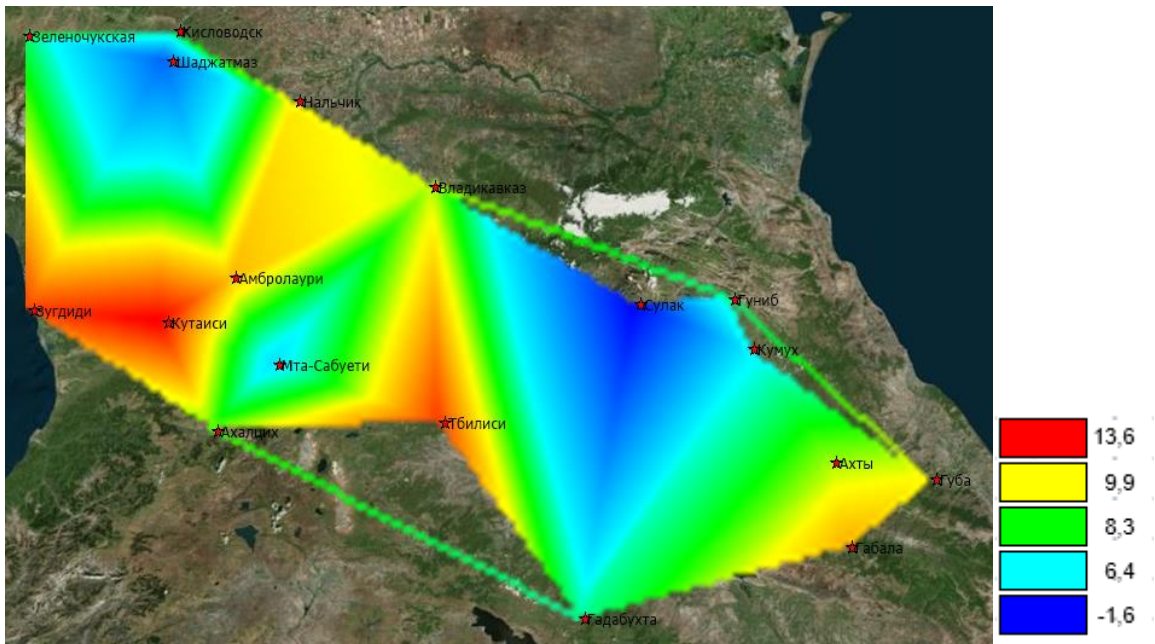 Зеленочукская
Кисловодск
Шаджатмаз
Нальчик
Владикавказ
Амбролаури
Зугдиди
Кутаиси
Сулак
Гуниб
Кумух
Мта-Сабуети
Ахалцих
Тбилиси
Ахты
Губа
Габала
Гадабухта
13,6
9,9
8,3
6,4
-1,6